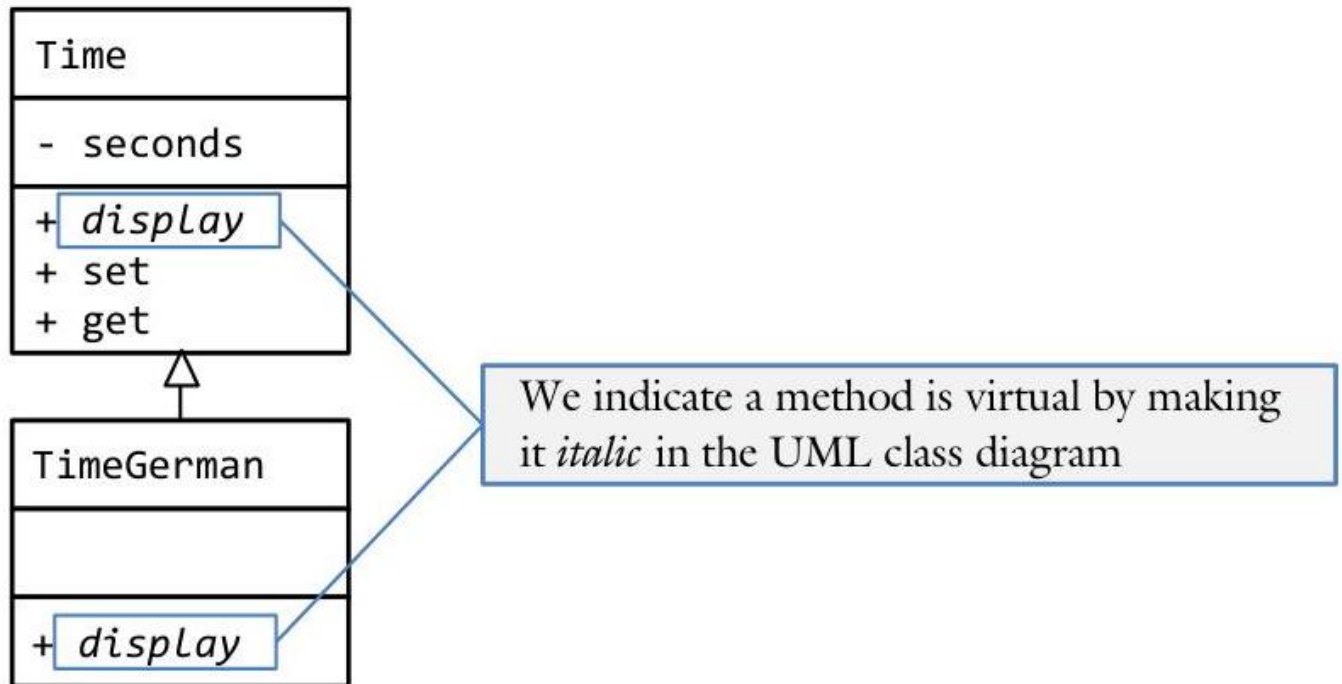 Time
- seconds
+ display
+ set
+ get
We indicate a method is virtual by making
it italic in the UML class diagram
TimeGerman
+ display